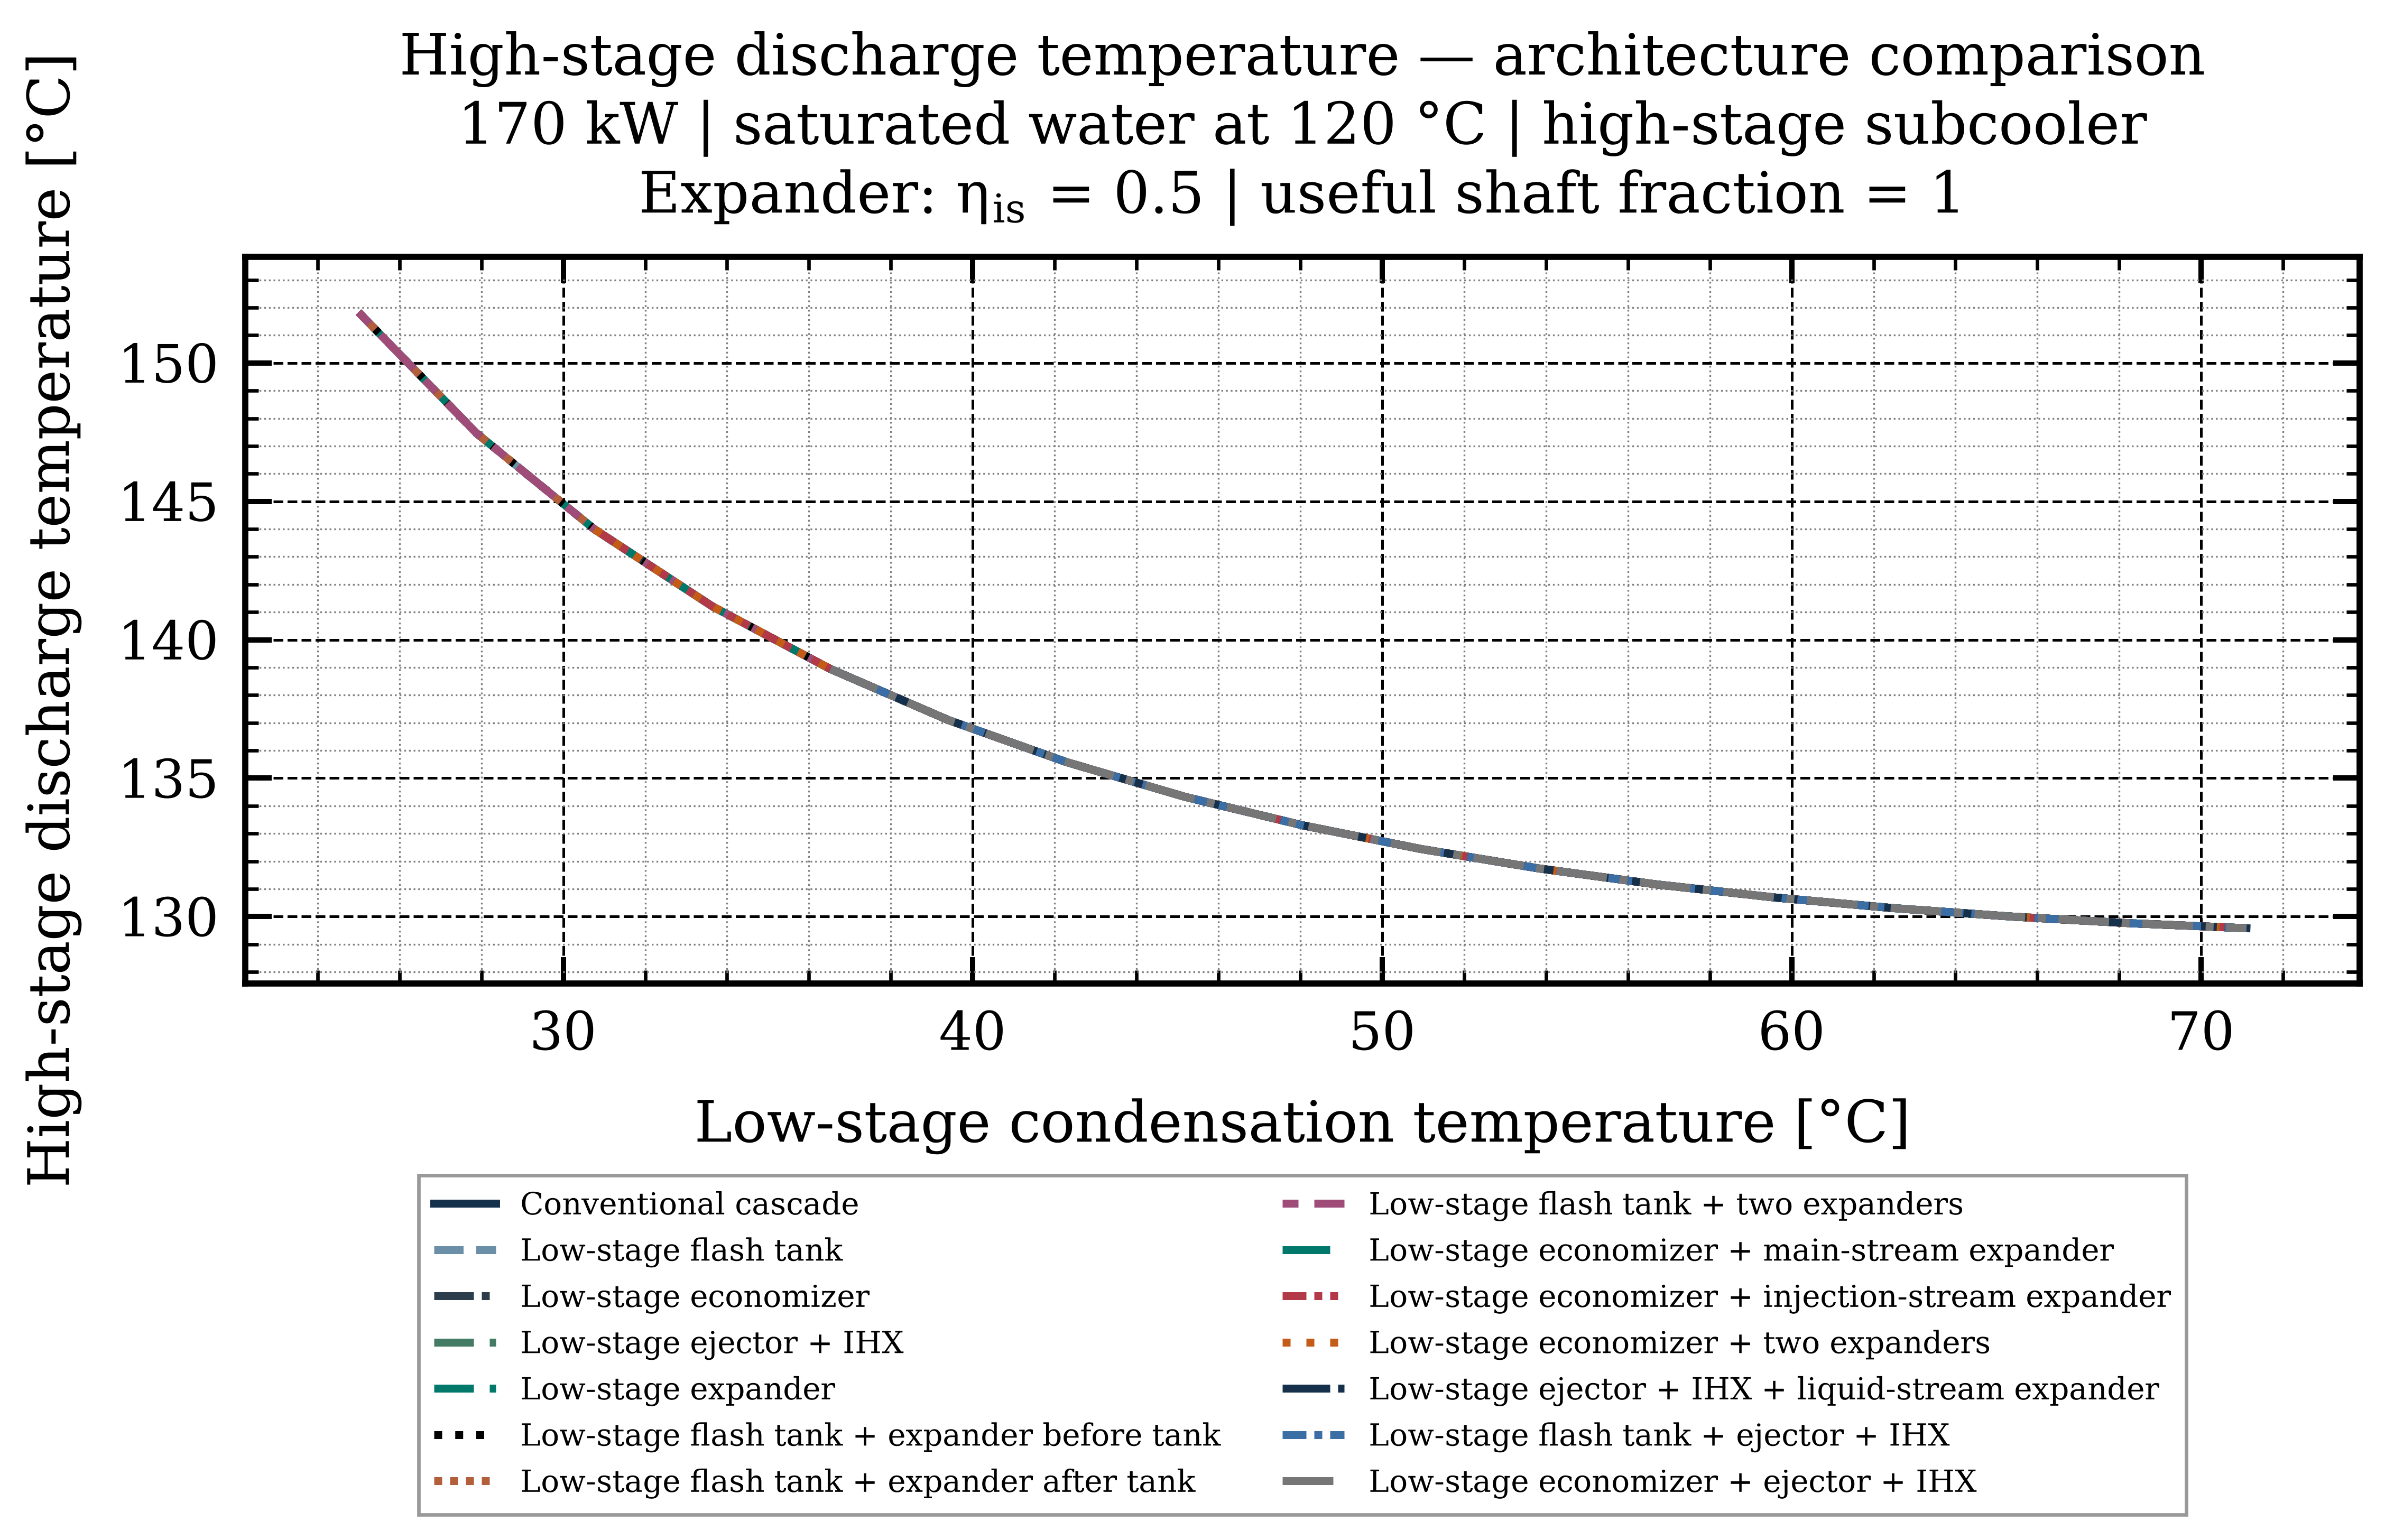 High-stage discharge temperature — architecture comparison
170 kW | saturated water at 120 °C | high-stage subcooler
Expander: ηis = 0.5 | useful shaft fraction = 1
High-stage discharge temperature [°C]
150
145
140
135
130
30 40 50 60 70
Low-stage condensation temperature [°C]
Conventional cascade
Low-stage flash tank
Low-stage economizer
Low-stage ejector + IHX
Low-stage expander
Low-stage flash tank + expander before tank
Low-stage flash tank + expander after tank
Low-stage flash tank + two expanders
Low-stage economizer + main-stream expander
Low-stage economizer + injection-stream expander
Low-stage economizer + two expanders
Low-stage ejector + IHX + liquid-stream expander
Low-stage flash tank + ejector + IHX
Low-stage economizer + ejector + IHX